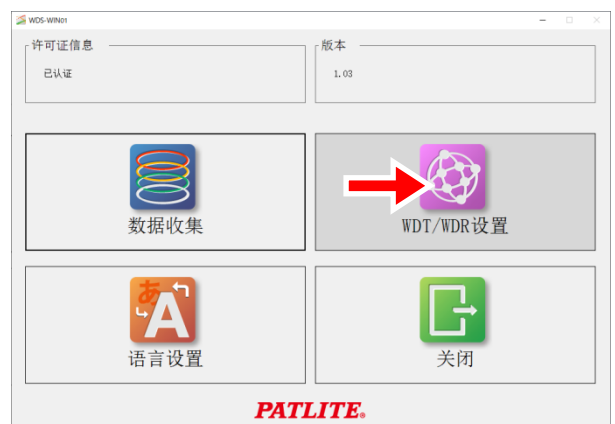 WDS-WIN01
许可证信息
已认证
版本
1.03
数据收集
WDT/WDR设置
あ
A
语言设置
关闭
PATLITE®